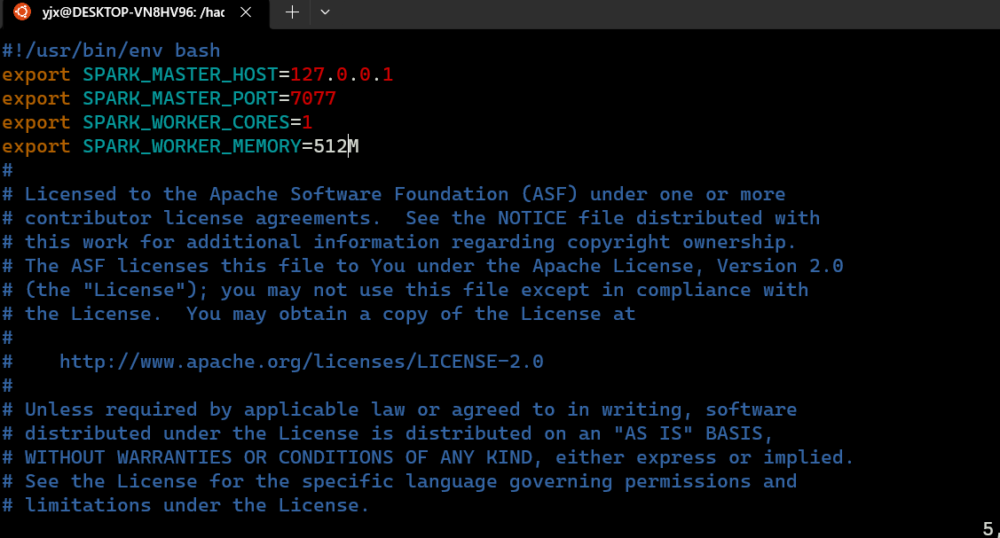 yjx@DESKTOP-VN8HV96: /hac
#!/usr/bin/env bash
export SPARK_MASTER_HOST=127.0.0.1
export SPARK_MASTER_PORT=7077
export SPARK_WORKER_CORES=1
export SPARK_WORKER_MEMORY=512M
#
# Licensed to the Apache Software Foundation (ASF) under one or more
# contributor license agreements.  See the NOTICE file distributed with
# this work for additional information regarding copyright ownership.
# The ASF licenses this file to You under the Apache License, Version 2.0
# (the "License"); you may not use this file except in compliance with
# the License.  You may obtain a copy of the License at
#
#    http://www.apache.org/licenses/LICENSE-2.0
#
# Unless required by applicable law or agreed to in writing, software
# distributed under the License is distributed on an "AS IS" BASIS,
# WITHOUT WARRANTIES OR CONDITIONS OF ANY KIND, either express or implied.
# See the License for the specific language governing permissions and
# limitations under the License.
5,